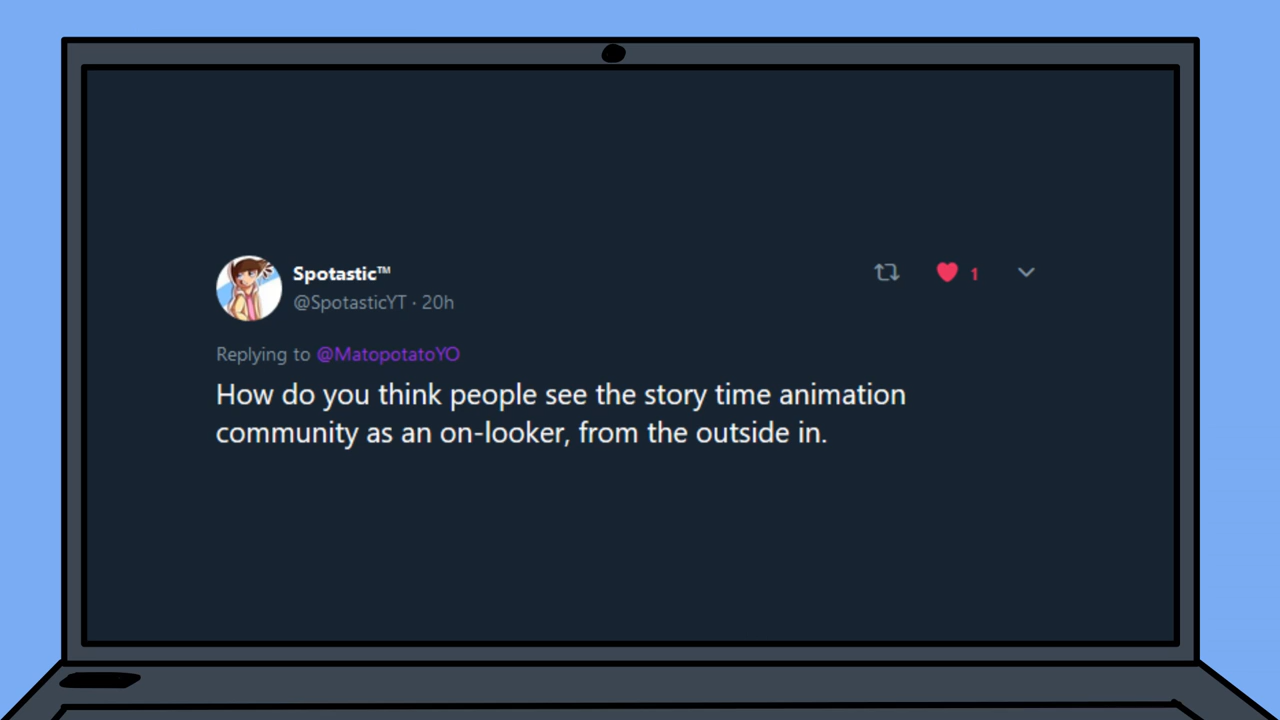 Spotastic™
@SpotasticYT · 20h
1
Replying to @MatopotatoYO
How do you think people see the story time animation
community as an on-looker, from the outside in.